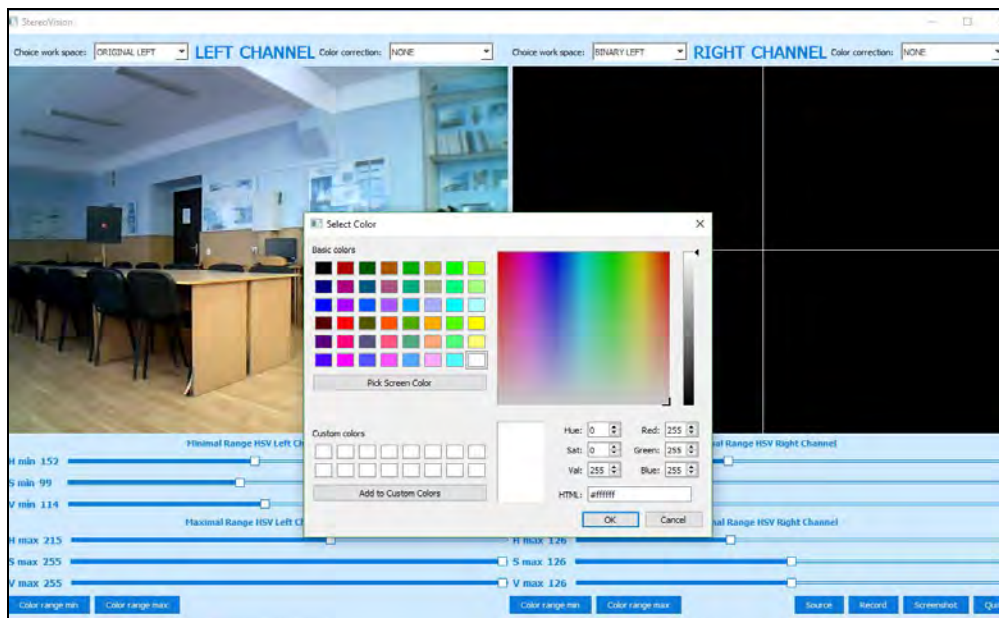 StereoVision
Choice work space: ORIGINAL LEFT LEFT CHANNEL Color correction: NONE
Choice work space: BINARY LEFT RIGHT CHANNEL Color correction: NONE
Select Color
Basic colors
Pick Screen Color
Custom colors
Add to Custom Colors
Hue: 0 Red: 255
Sat: 0 Green: 255
Val: 255 Blue: 255
HTML: #ffffff
OK Cancel
Minimal Range HSV Left Ch
H min 152
S min 99
V min 114
Maximal Range HSV Left Ch
H max 215
S max 255
V max 255
Color range min Color range max
al Range HSV Right Channel
al Range HSV Right Channel
H max 126
S max 126
V max 126
Color range min Color range max Source Record Screenshot Qui